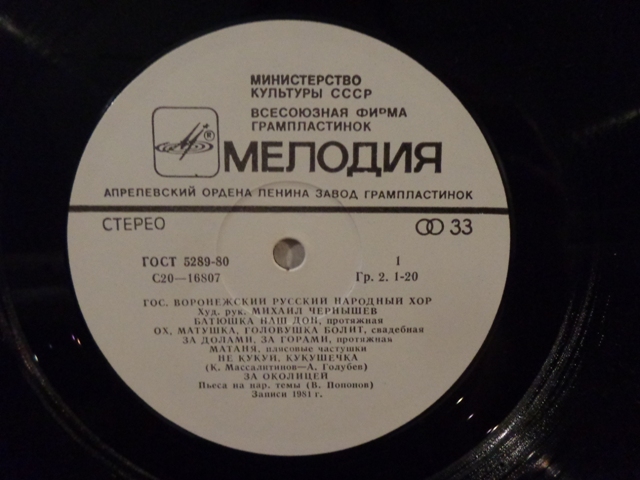 МИНИСТЕРСТВО
КУЛЬТУРЫ СССР
ВСЕСОЮЗНАЯ ФИРМА
ГРАМПЛАСТИНОК
МЕЛОДИЯ
АПРЕЛЕВСКИЙ ОРДЕНА ЛЕНИНА ЗАВОД ГРАМПЛАСТИНОК
СТЕРЕО 33
ГОСТ 5289-80 1
С20—16807 Гр. 2. 1-20
ГОС. ВОРОНЕЖСКИЙ РУССКИЙ НАРОДНЫЙ ХОР
Худ. рук. МИХАИЛ ЧЕРНЫШЕВ
БАТЮШКА НАШ ДОН, протяжная
ОХ, МАТУШКА, ГОЛОВУШКА БОЛИТ, свадебная
ЗА ДОЛАМИ, ЗА ГОРАМИ, протяжная
МАТАНЯ, плясовые частушки
НЕ КУКУЙ, КУКУШЕЧКА
(К. Массалитинов—А. Голубев)
ЗА ОКОЛИЦЕЙ
Пьеса на нар. темы (В. Попонов)
Записи 1981 г.